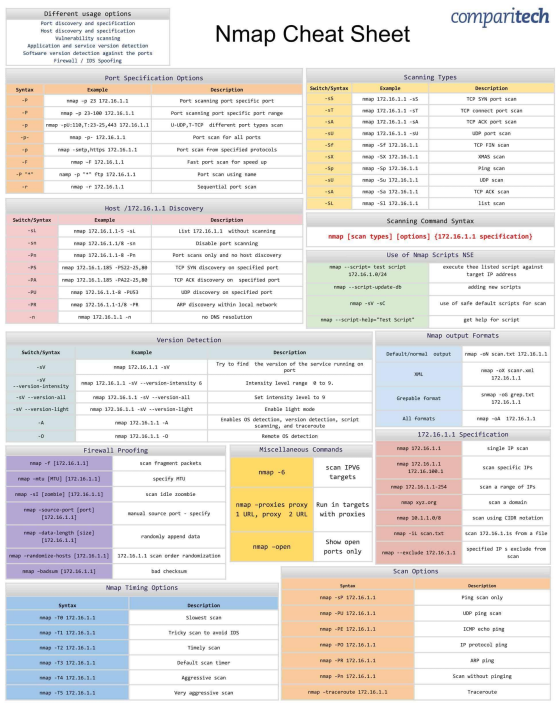 Different usage options
Port discovery and specification
Host discovery and specification
Vulnerability scanning
Application and service version detection
Software version detection against the ports
Firewall / IDS Spoofing
Nmap Cheat Sheet
comparitech
Port Specification Options
Syntax Example Description
-P nmap -p 23 172.16.1.1 Port scanning port specific port
-P nmap -p 23-100 172.16.1.1 Port scanning port specific port range
-p nmap -pU:110,T:23-25,443 172.16.1.1 U-UDP,T-TCP different port types scan
-p- nmap -p- 172.16.1.1 Port scan for all ports
-p nmap -smtp,https 172.16.1.1 Port scan from specified protocols
-F nmap -F 172.16.1.1 Fast port scan for speed up
-P "*" namp -p "*" ftp 172.16.1.1 Port scan using name
-r nmap -r 172.16.1.1 Sequential port scan
Scanning Types
Switch/Syntax Example Description
-sS nmap 172.16.1.1 -sS TCP SYN port scan
-sT nmap 172.16.1.1 -sT TCP connect port scan
-sA nmap 172.16.1.1 -sA TCP ACK port scan
-sU nmap 172.16.1.1 -sU UDP port scan
-Sf nmap -Sf 172.16.1.1 TCP FIN scan
-sX nmap -SX 172.16.1.1 XMAS scan
-Sp nmap -Sp 172.16.1.1 Ping scan
-sU nmap -Su 172.16.1.1 UDP scan
-sA nmap -Sa 172.16.1.1 TCP ACK scan
-SL nmap -Sl 172.16.1.1 list scan
Host /172.16.1.1 Discovery
Switch/Syntax Example Description
-sL nmap 172.16.1.1-5 -sL List 172.16.1.1 without scanning
-sn nmap 172.16.1.1/8 -sn Disable port scanning
-Pn nmap 172.16.1.1-8 -Pn Port scans only and no host discovery
-PS nmap 172.16.1.185 -PS22-25,80 TCP SYN discovery on specified port
-PA nmap 172.16.1.185 -PA22-25,80 TCP ACK discovery on specified port
-PU nmap 172.16.1.1-8 -PU53 UDP discovery on specified port
-PR nmap 172.16.1.1-1/8 -PR ARP discovery within local network
-n nmap 172.16.1.1 -n no DNS resolution
Scanning Command Syntax
nmap [scan types] [options] {172.16.1.1 specification}
Use of Nmap Scripts NSE
nmap --script= test script 172.16.1.0/24 execute thee listed script against target IP address
nmap --script-update-db adding new scripts
nmap -sV -sC use of safe default scripts for scan
nmap --script-help="Test Script" get help for script
Version Detection
Switch/Syntax Example Description
-sV nmap 172.16.1.1 -sV Try to find the version of the service running on port
-sV --version-intensity nmap 172.16.1.1 -sV --version-intensity 6 Intensity level range 0 to 9.
-sV --version-all nmap 172.16.1.1 -sV --version-all Set intensity level to 9
-sV --version-light nmap 172.16.1.1 -sV --version-light Enable light mode
-A nmap 172.16.1.1 -A Enables OS detection, version detection, script scanning, and traceroute
-O nmap 172.16.1.1 -O Remote OS detection
Nmap output Formats
Default/normal output nmap -oN scan.txt 172.16.1.1
XML nmap -oX scanr.xml 172.16.1.1
Grepable format snmap -oG grep.txt 172.16.1.1
All formats nmap -oA 172.16.1.1
Firewall Proofing
nmap -f [172.16.1.1] scan fragment packets
nmap -mtu [MTU] [172.16.1.1] specify MTU
nmap -sI [zombie] [172.16.1.1] scan idle zoombie
nmap -source-port [port] [172.16.1.1] manual source port - specify
nmap -data-length [size] [172.16.1.1] randomly append data
nmap -randomize-hosts [172.16.1.1] 172.16.1.1 scan order randomization
nmap -badsum [172.16.1.1] bad checksum
Miscellaneous Commands
nmap -6 scan IPV6 targets
nmap -proxies proxy 1 URL, proxy 2 URL Run in targets with proxies
nmap -open Show open ports only
172.16.1.1 Specification
nmap 172.16.1.1 single IP scan
nmap 172.16.1.1 172.16.100.1 scan specific IPs
nmap 172.16.1.1-254 scan a range of IPs
nmap xyz.org scan a domain
nmap 10.1.1.0/8 scan using CIDR notation
nmap -iL scan.txt scan 172.16.1.1s from a file
nmap --exclude 172.16.1.1 specified IP s exclude from scan
Nmap Timing Options
Syntax Description
nmap -T0 172.16.1.1 Slowest scan
nmap -T1 172.16.1.1 Tricky scan to avoid IDS
nmap -T2 172.16.1.1 Timely scan
nmap -T3 172.16.1.1 Default scan timer
nmap -T4 172.16.1.1 Aggressive scan
nmap -T5 172.16.1.1 Very aggressive scan
Scan Options
Syntax Description
nmap -sP 172.16.1.1 Ping scan only
nmap -PU 172.16.1.1 UDP ping scan
nmap -PE 172.16.1.1 ICMP echo ping
nmap -PO 172.16.1.1 IP protocol ping
nmap -PR 172.16.1.1 ARP ping
nmap -Pn 172.16.1.1 Scan without pinging
nmap -traceroute 172.16.1.1 Traceroute